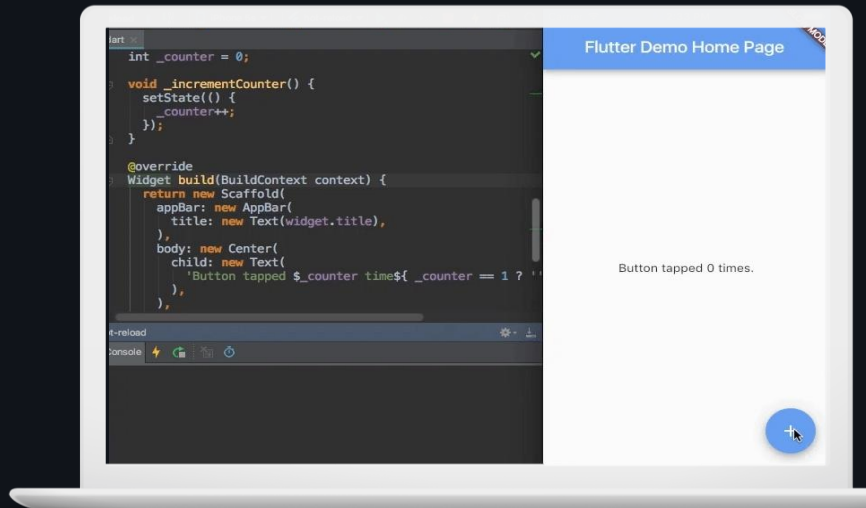 int _counter = 0;
void _incrementCounter() {
setState(() {
_counter++;
});
}
@override
Widget build(BuildContext context) {
return new Scaffold(
appBar: new AppBar(
title: new Text(widget.title),
),
body: new Center(
child: new Text(
'Button tapped $_counter time${ _counter == 1 ? ''
),
),
t-reload
Console
Flutter Demo Home Page
Button tapped 0 times.
+